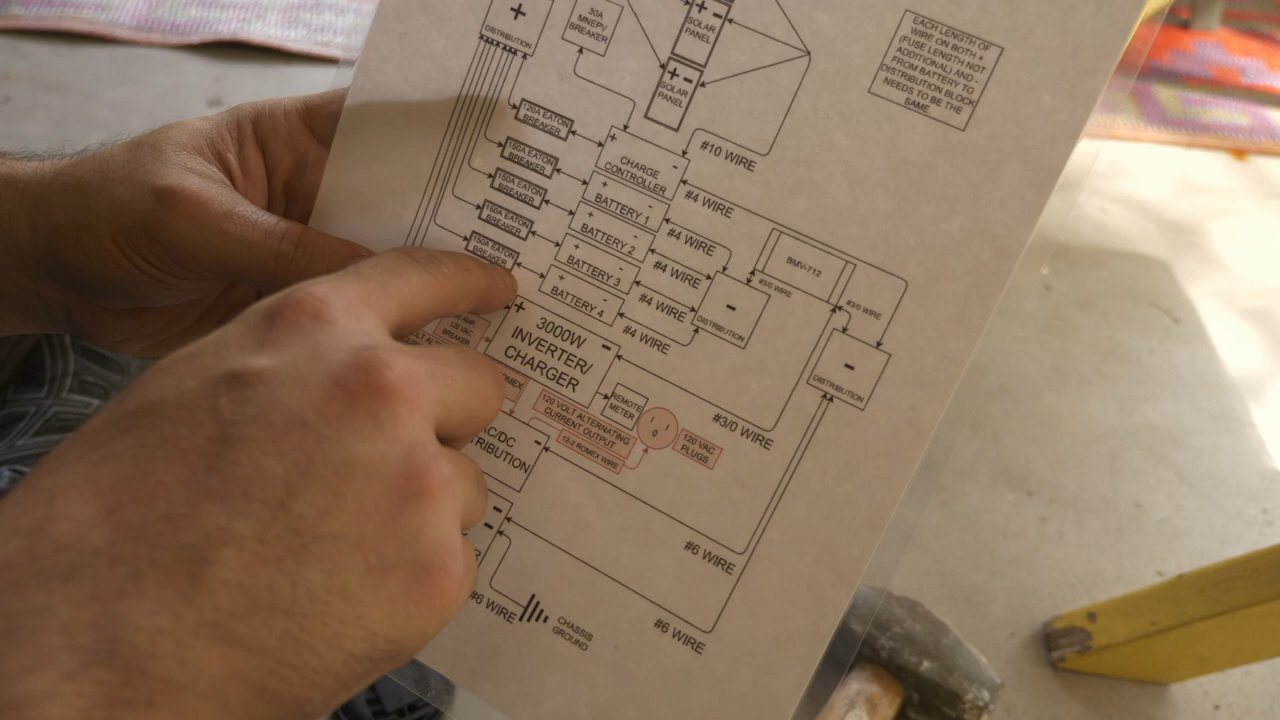 +
DISTRIBUTION
30A
MNEPV
BREAKER
+ -
SOLAR
PANEL
+ -
SOLAR
PANEL
EACH LENGTH OF
WIRE ON BOTH +
(FUSE LENGTH NOT
ADDITIONAL) AND -
FROM BATTERY TO
DISTRIBUTION BLOCK
NEEDS TO BE THE
SAME.
120A EATON
BREAKER
150A EATON
BREAKER
150A EATON
BREAKER
150A EATON
BREAKER
150A EATON
BREAKER
+ -
CHARGE
CONTROLLER
#10 WIRE
#4 WIRE
+ -
BATTERY 1
+ -
BATTERY 2
+ -
BATTERY 3
+ -
BATTERY 4
#4 WIRE
#4 WIRE
#4 WIRE
#4 WIRE
BMV-712
#3/0 WIRE
#3/0 WIRE
-
DISTRIBUTION
-
DISTRIBUTION
+ -
3000W
INVERTER/
CHARGER
120 VAC
BREAKER
REMOTE
METER
120 VOLT ALTERNATING
CURRENT OUTPUT
12-2 ROMEX WIRE
120 VAC
PLUGS
#3/0 WIRE
-
C/DC
TRIBUTION
#6 WIRE
-
-
#6 WIRE
#6 WIRE
CHASSIS
GROUND